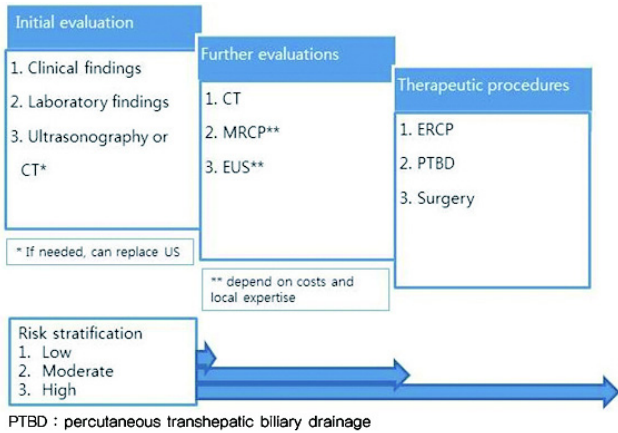 Initial evaluation
1. Clinical findings
2. Laboratory findings
3. Ultrasonography or
CT*
* If needed, can replace US
Further evaluations
1. CT
2. MRCP**
3. EUS**
** depend on costs and
local expertise
Therapeutic procedures
1. ERCP
2. PTBD
3. Surgery
Risk stratification
1. Low
2. Moderate
3. High
PTBD : percutaneous transhepatic biliary drainage